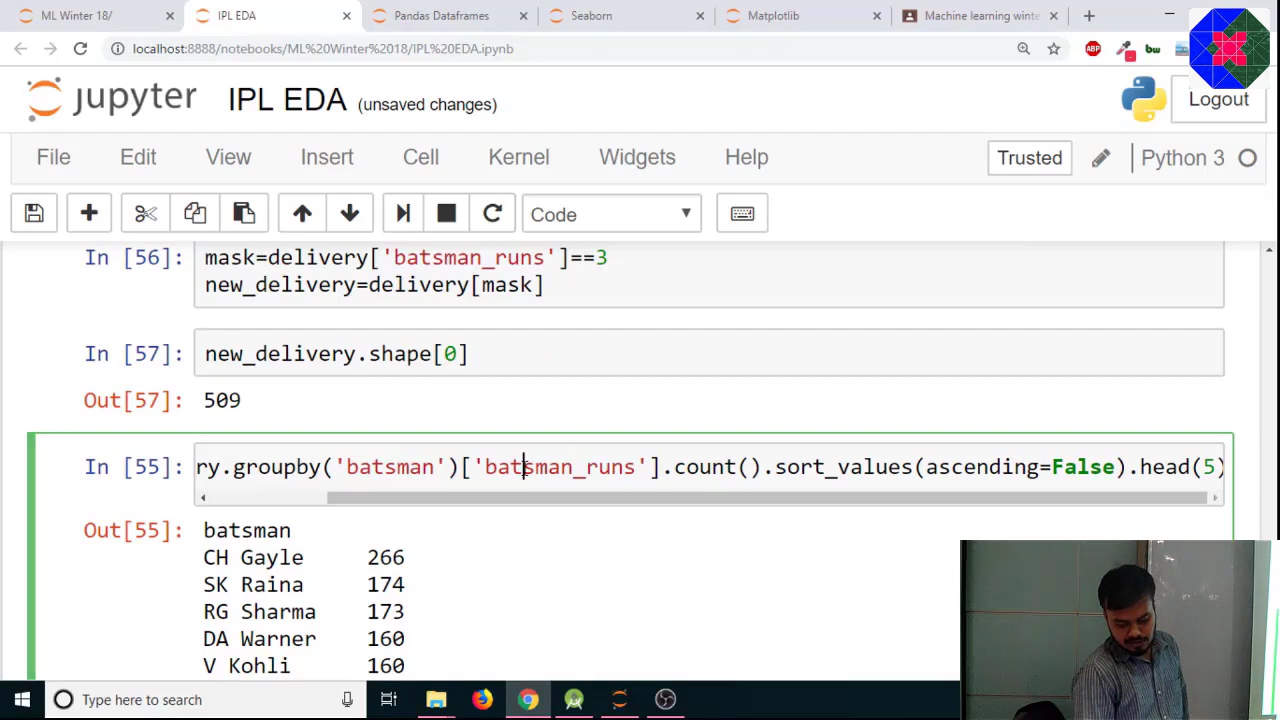 ML Winter 18/
IPL EDA
Pandas Dataframes
Seaborn
Matplotlib
Machine learning winte
localhost:8888/notebooks/ML%20Winter%2018/IPL%20EDA.ipynb
ABP
bw
jupyter IPL EDA (unsaved changes)
Logout
File Edit View Insert Cell Kernel Widgets Help
Trusted Python 3
Code
In [56]: mask=delivery['batsman_runs']==3
new_delivery=delivery[mask]
In [57]: new_delivery.shape[0]
Out[57]: 509
In [55]: ry.groupby('batsman')['batsman_runs'].count().sort_values(ascending=False).head(5)
Out[55]: batsman
CH Gayle 266
SK Raina 174
RG Sharma 173
DA Warner 160
V Kohli 160
Type here to search